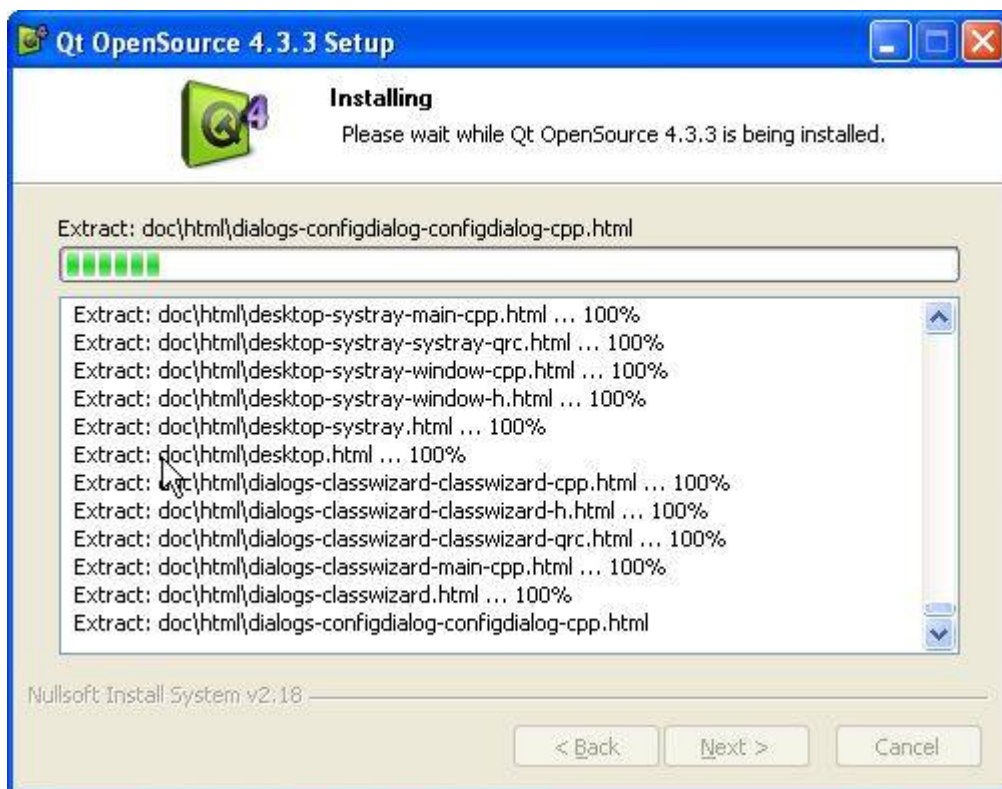 Qt OpenSource 4.3.3 Setup
4
Installing
Please wait while Qt OpenSource 4.3.3 is being installed.
Extract: doc\html\dialogs-configdialog-configdialog-cpp.html
Extract: doc\html\desktop-systray-main-cpp.html ... 100%
Extract: doc\html\desktop-systray-systray-qrc.html ... 100%
Extract: doc\html\desktop-systray-window-cpp.html ... 100%
Extract: doc\html\desktop-systray-window-h.html ... 100%
Extract: doc\html\desktop-systray.html ... 100%
Extract: doc\html\desktop.html ... 100%
Extract: doc\html\dialogs-classwizard-classwizard-cpp.html ... 100%
Extract: doc\html\dialogs-classwizard-classwizard-h.html ... 100%
Extract: doc\html\dialogs-classwizard-classwizard-qrc.html ... 100%
Extract: doc\html\dialogs-classwizard-main-cpp.html ... 100%
Extract: doc\html\dialogs-classwizard.html ... 100%
Extract: doc\html\dialogs-configdialog-configdialog-cpp.html
Nullsoft Install System v2.18
< Back Next > Cancel